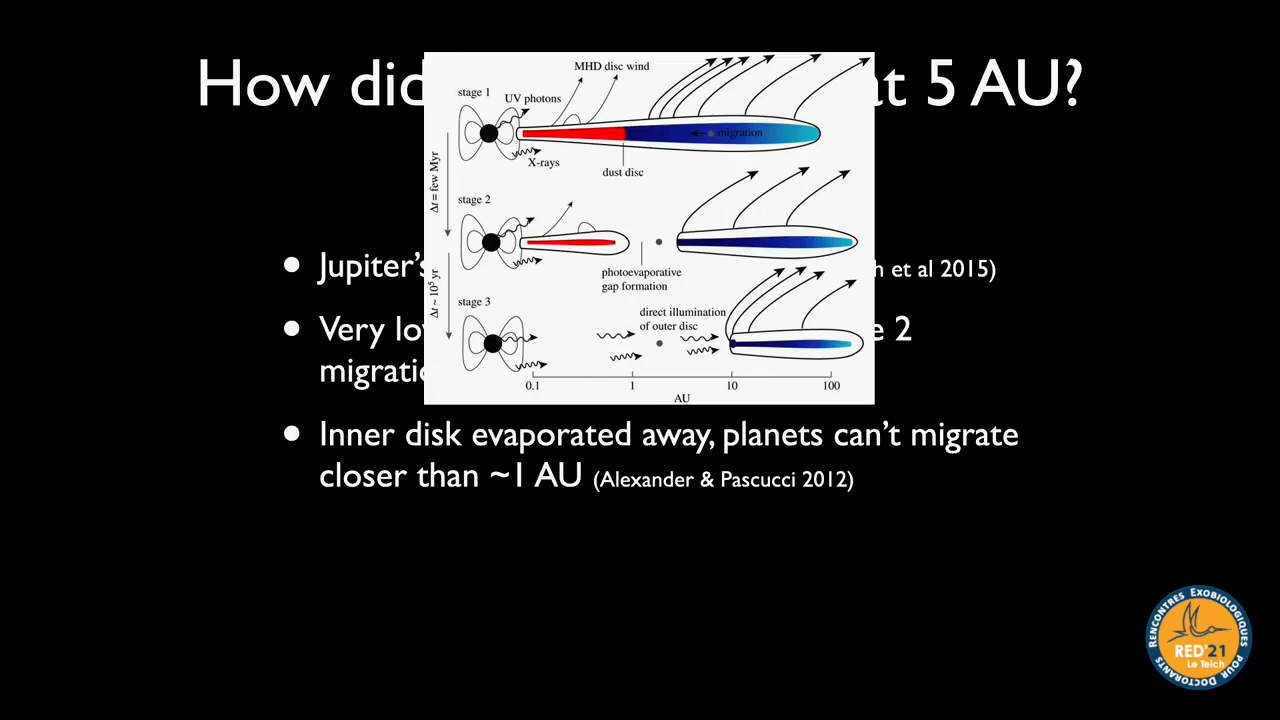 How did at 5 AU?
MHD disc wind
stage 1
UV photons
migration
X-rays
dust disc
Δt = few Myr
stage 2
• Jupiter's h et al 2015)
photoevaporative
gap formation
Δt ~ 10⁵ yr
stage 3
direct illumination
of outer disc
• Very lo e 2
migrati
0.1 1 10 100
AU
• Inner disk evaporated away, planets can't migrate
closer than ~1 AU (Alexander & Pascucci 2012)
RENCONTRES EXOBIOLOGIQUES
POUR DOCTORANTS
RED'21
Le Teich